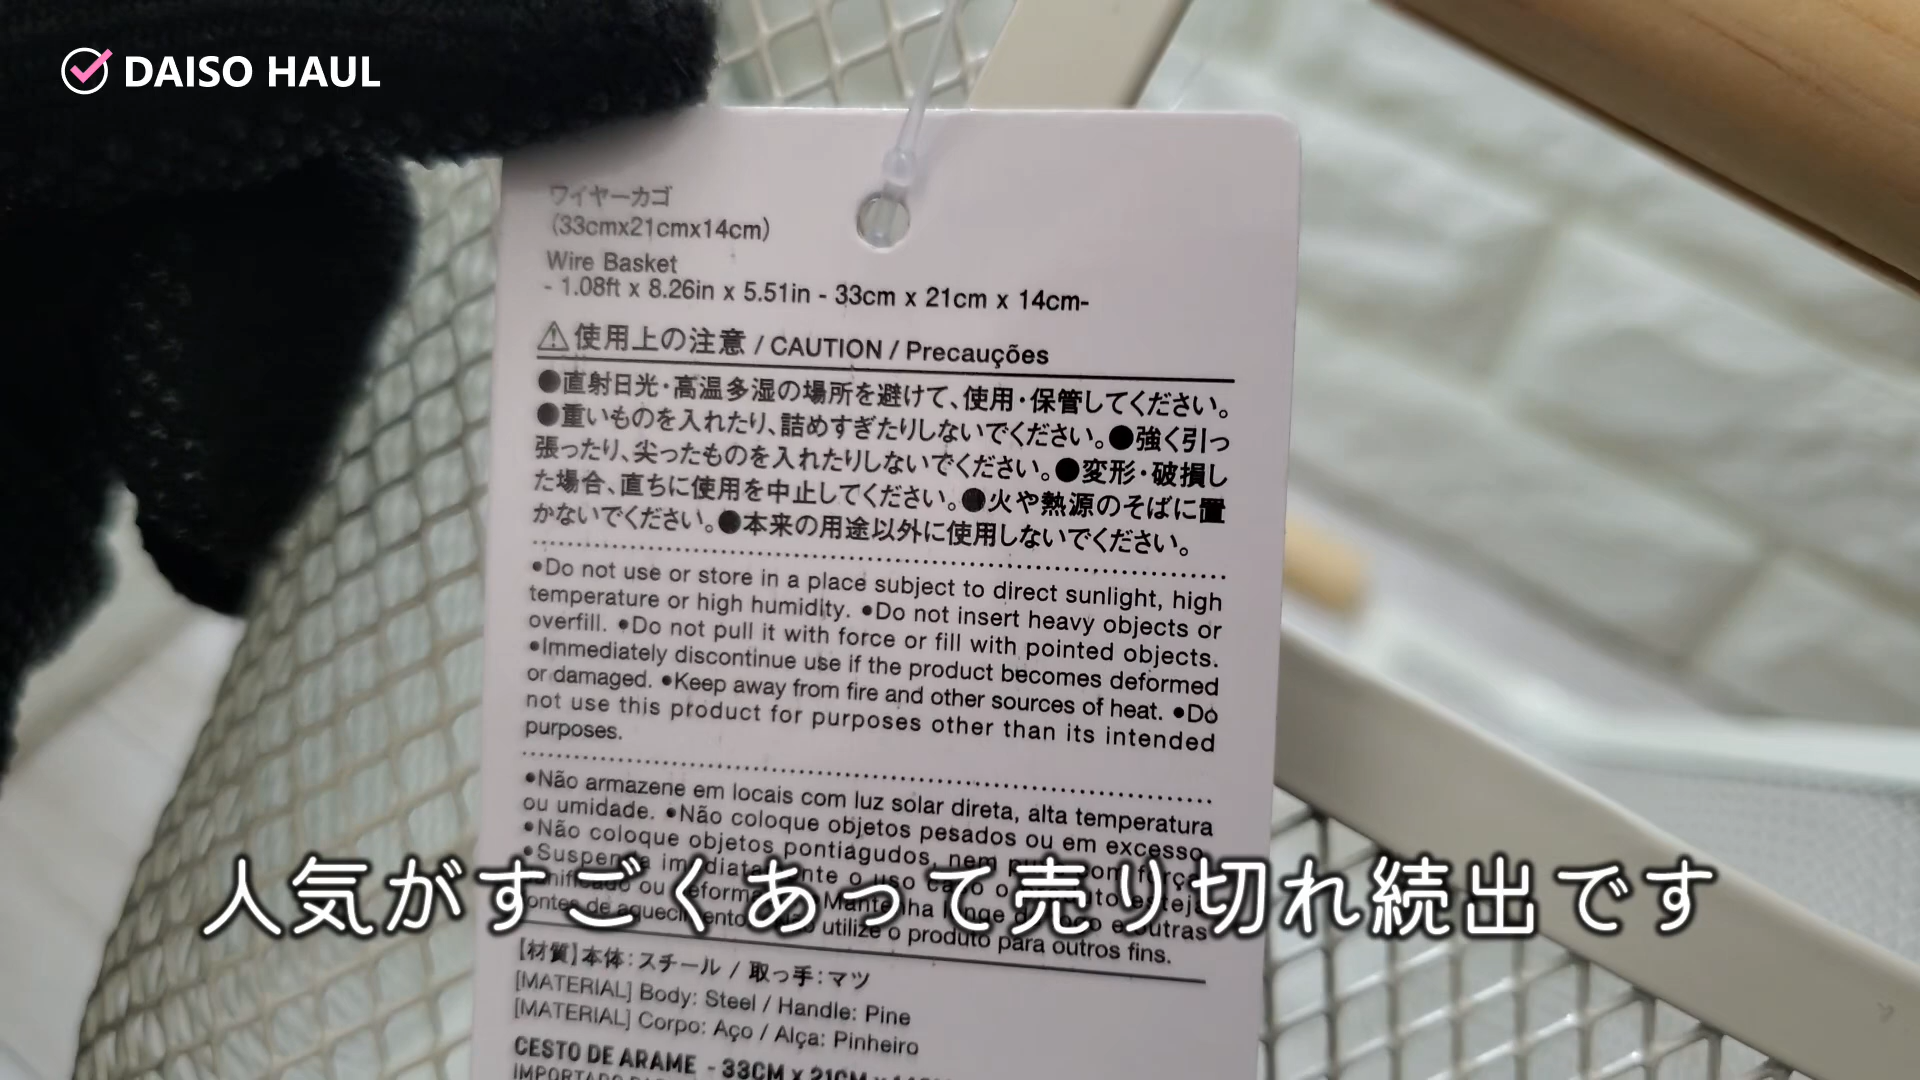 DAISO HAUL
ワイヤーカゴ
(33cmx21cmx14cm)
Wire Basket
- 1.08ft x 8.26in x 5.51in - 33cm x 21cm x 14cm-
⚠使用上の注意 / CAUTION / Precauções
●直射日光・高温多湿の場所を避けて、使用・保管してください。
●重いものを入れたり、詰めすぎたりしないでください。●強く引っ
張ったり、尖ったものを入れたりしないでください。●変形・破損し
た場合、直ちに使用を中止してください。●火や熱源のそばに置
かないでください。●本来の用途以外に使用しないでください。
•Do not use or store in a place subject to direct sunlight, high
temperature or high humidity. •Do not insert heavy objects or
overfill. •Do not pull it with force or fill with pointed objects.
•Immediately discontinue use if the product becomes deformed
or damaged. •Keep away from fire and other sources of heat. •Do
not use this product for purposes other than its intended
purposes.
•Não armazene em locais com luz solar direta, alta temperatura
ou umidade. •Não coloque objetos pesados ou em excesso.
•Não coloque objetos pontiagudos, nem com
ou o uso o esteja
ou •Mantenha longe e outras
fontes de utilize o produto para outros fins.
人気がすごくあって売り切れ続出です
【材質】本体：スチール / 取っ手：マツ
[MATERIAL] Body: Steel / Handle: Pine
[MATERIAL] Corpo: Aço / Alça: Pinheiro
CESTO DE ARAME - 33CM x 21CM x